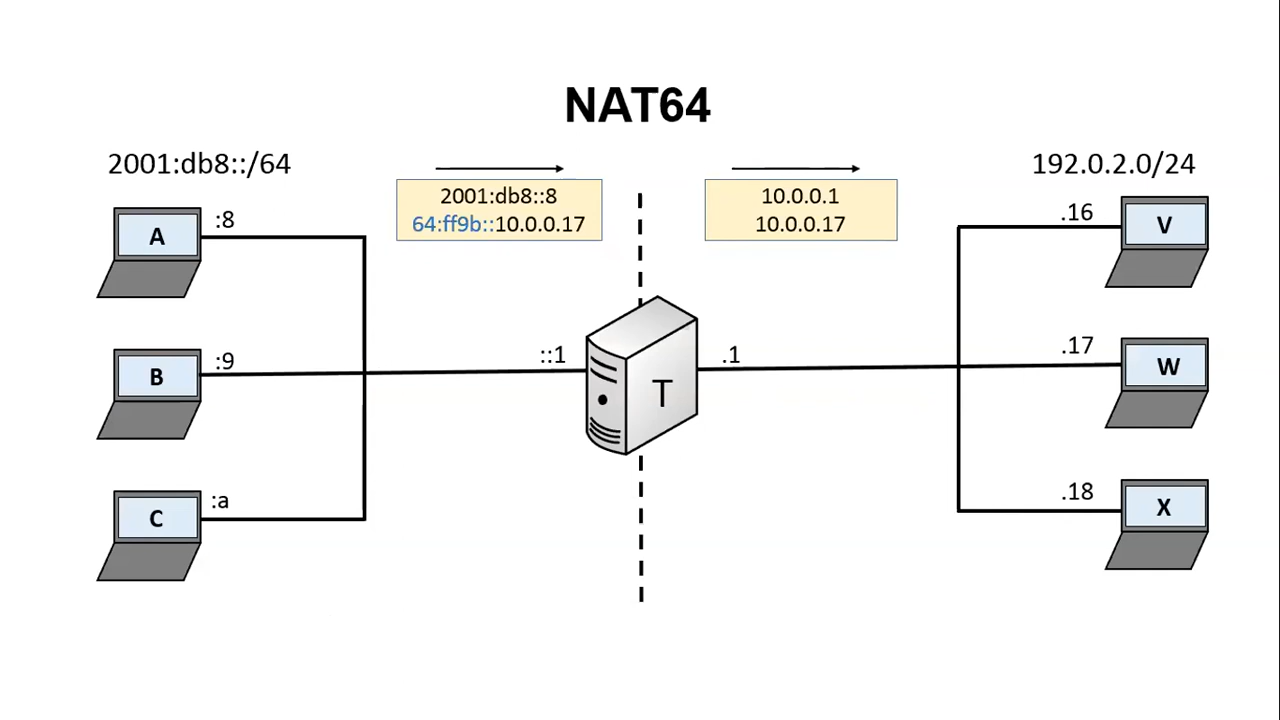 NAT64
2001:db8::/64
192.0.2.0/24
2001:db8::8
64:ff9b::10.0.0.17
10.0.0.1
10.0.0.17
A
:8
B
:9
C
:a
::1
T
.1
.16
V
.17
W
.18
X